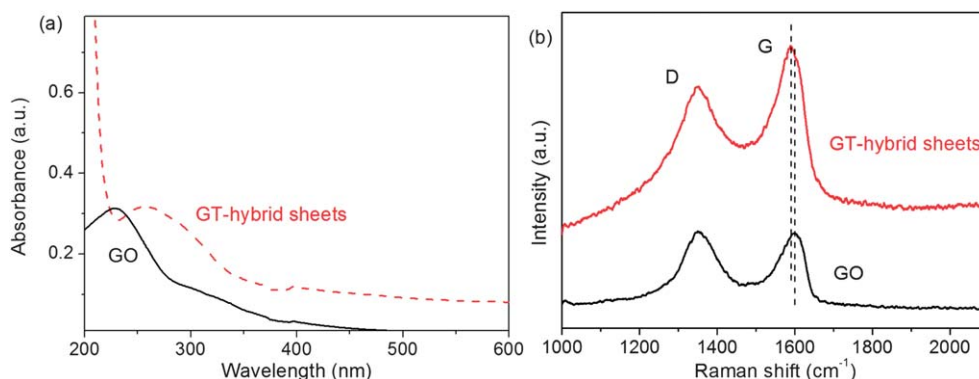 (a)
Absorbance (a.u.)
0.6
0.4
0.2
GT-hybrid sheets
GO
200
300
400
500
600
Wavelength (nm)
(b)
Intensity (a.u.)
D
G
GT-hybrid sheets
GO
1000
1200
1400
1600
1800
2000
Raman shift (cm⁻¹)